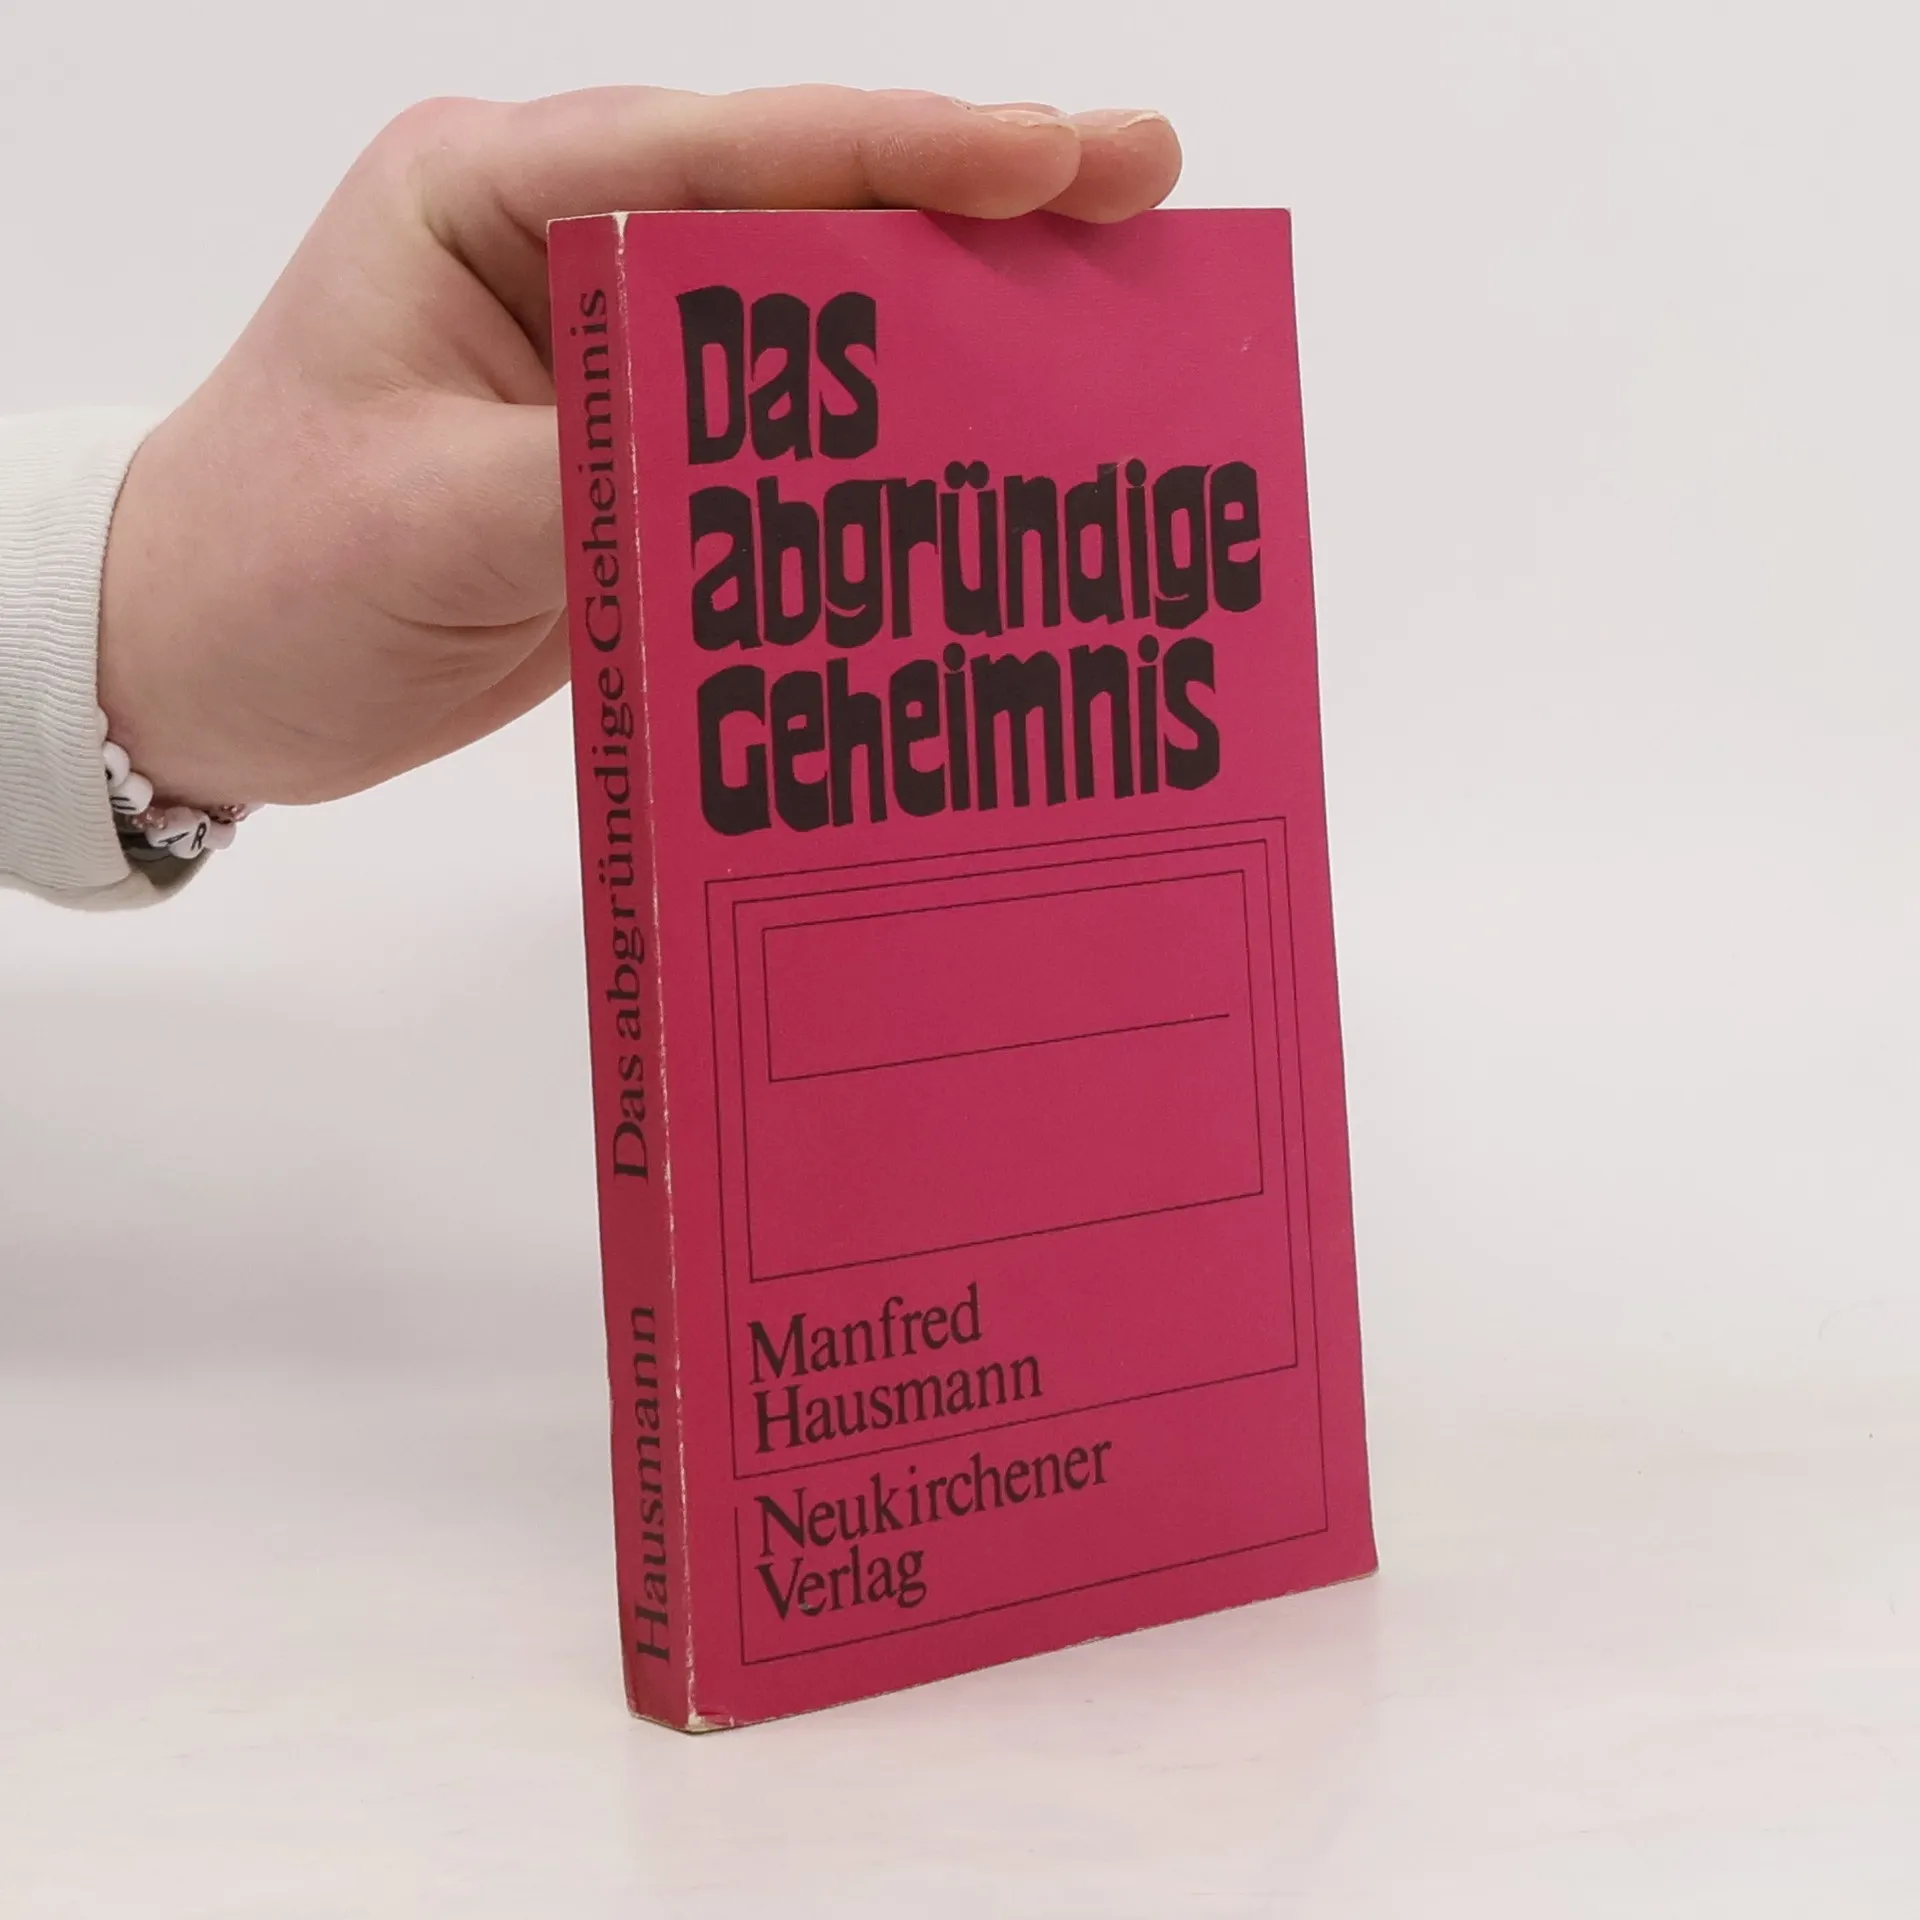 Das
abgründige
Geheimnis
Manfred
Hausmann
Neukirchener
Verlag
Hausmann Das abgründige Geheimnis